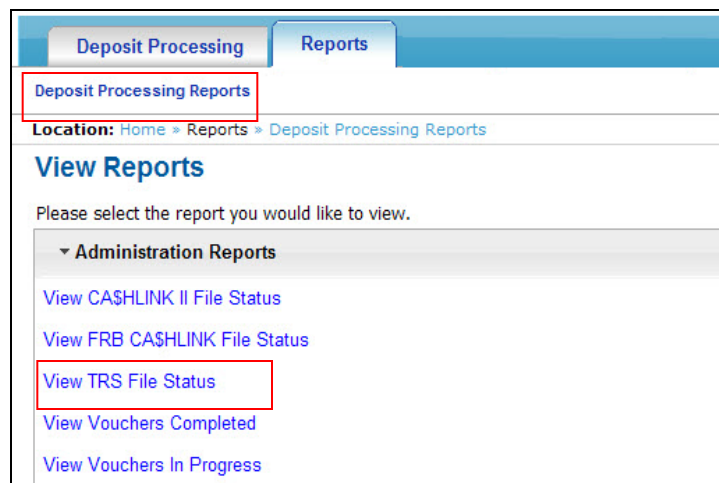 Deposit Processing
Reports
Deposit Processing Reports
Location: Home » Reports » Deposit Processing Reports
View Reports
Please select the report you would like to view.
Administration Reports
View CA$HLINK II File Status
View FRB CA$HLINK File Status
View TRS File Status
View Vouchers Completed
View Vouchers In Progress